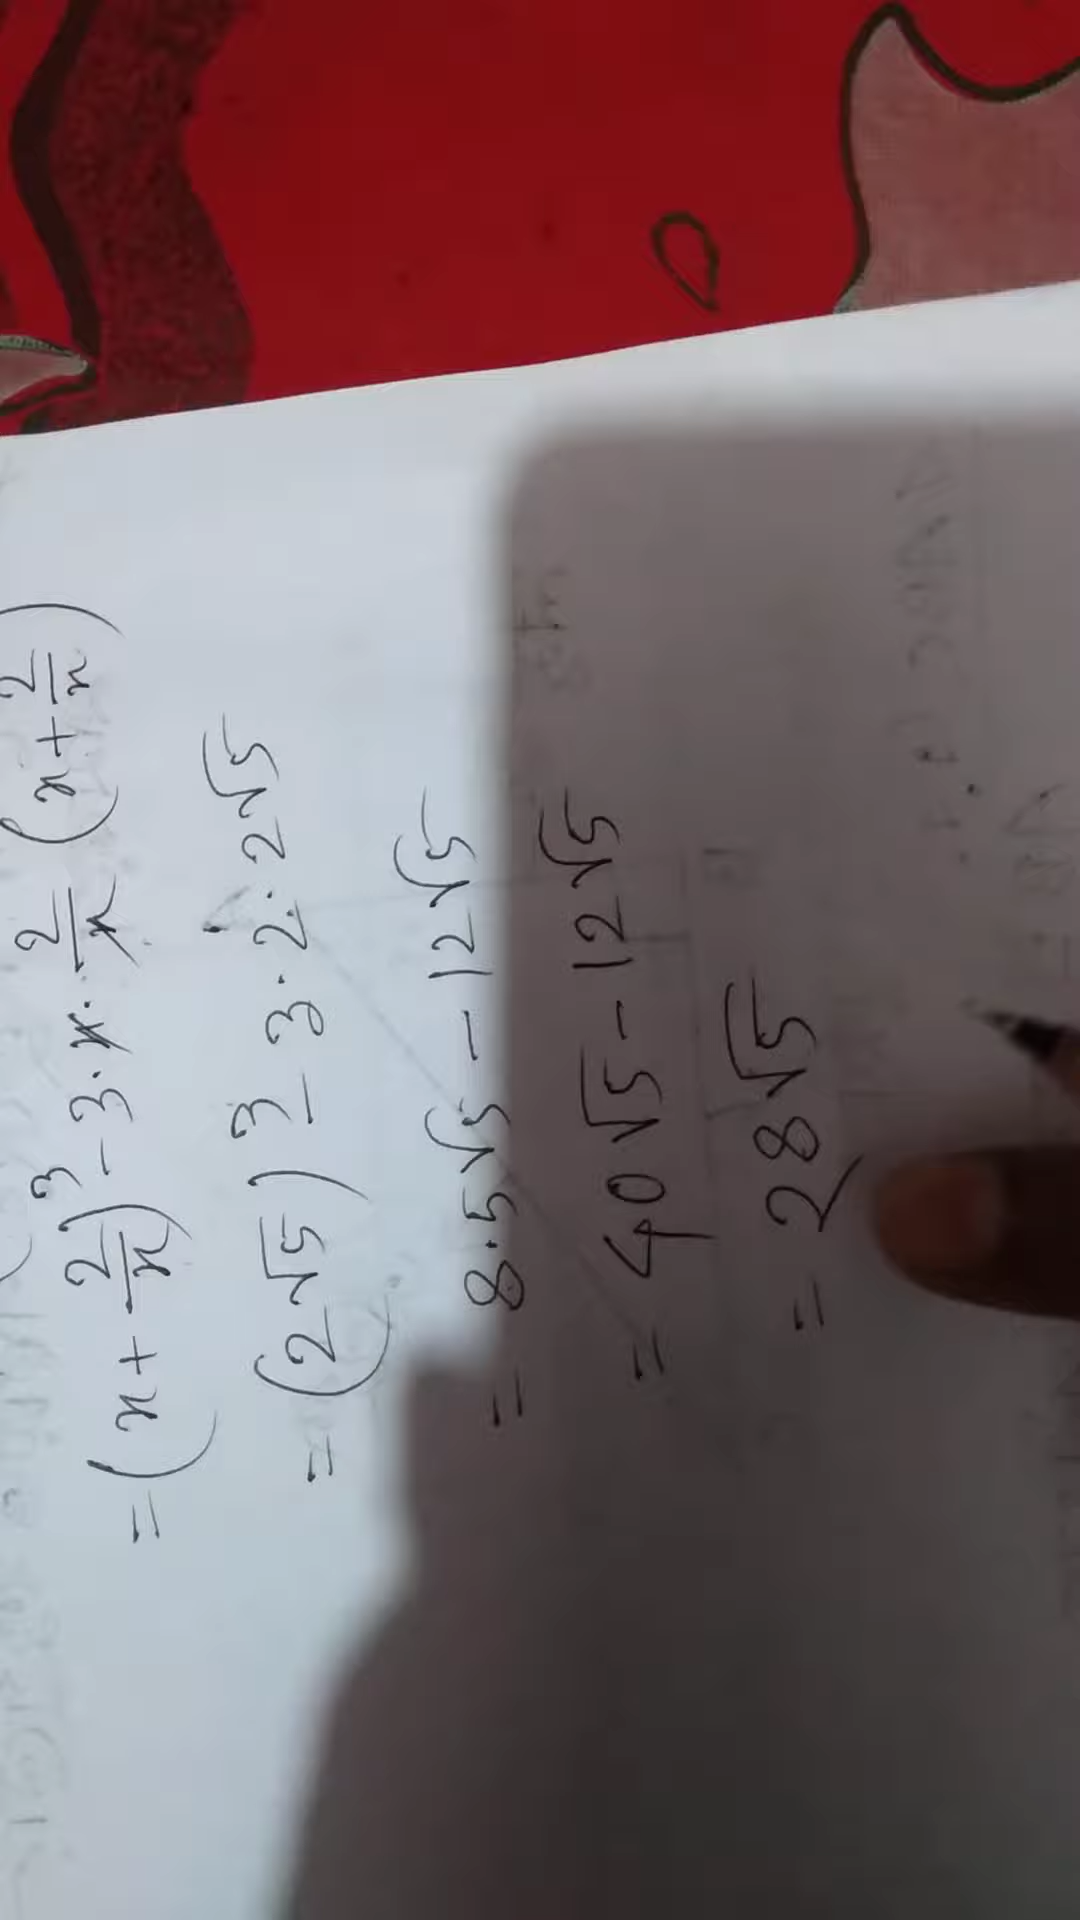 = (x + 2/x)³ - 3 · x · 2/x (x + 2/x)
= (2√5)³ - 3 · 2 · 2√5
= 8 · 5√5 - 12√5
= 40√5 - 12√5
= 28√5